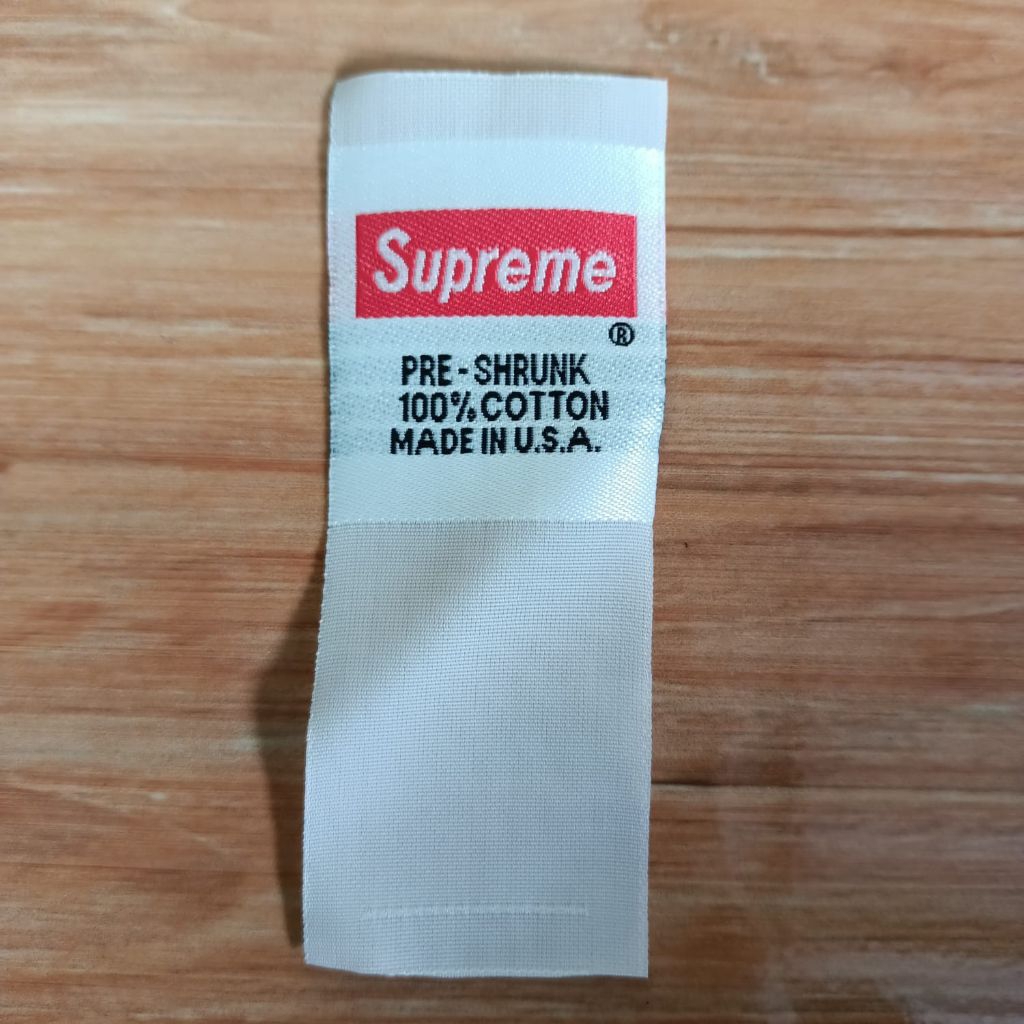 Supreme
®
PRE-SHRUNK
100% COTTON
MADE IN U.S.A.